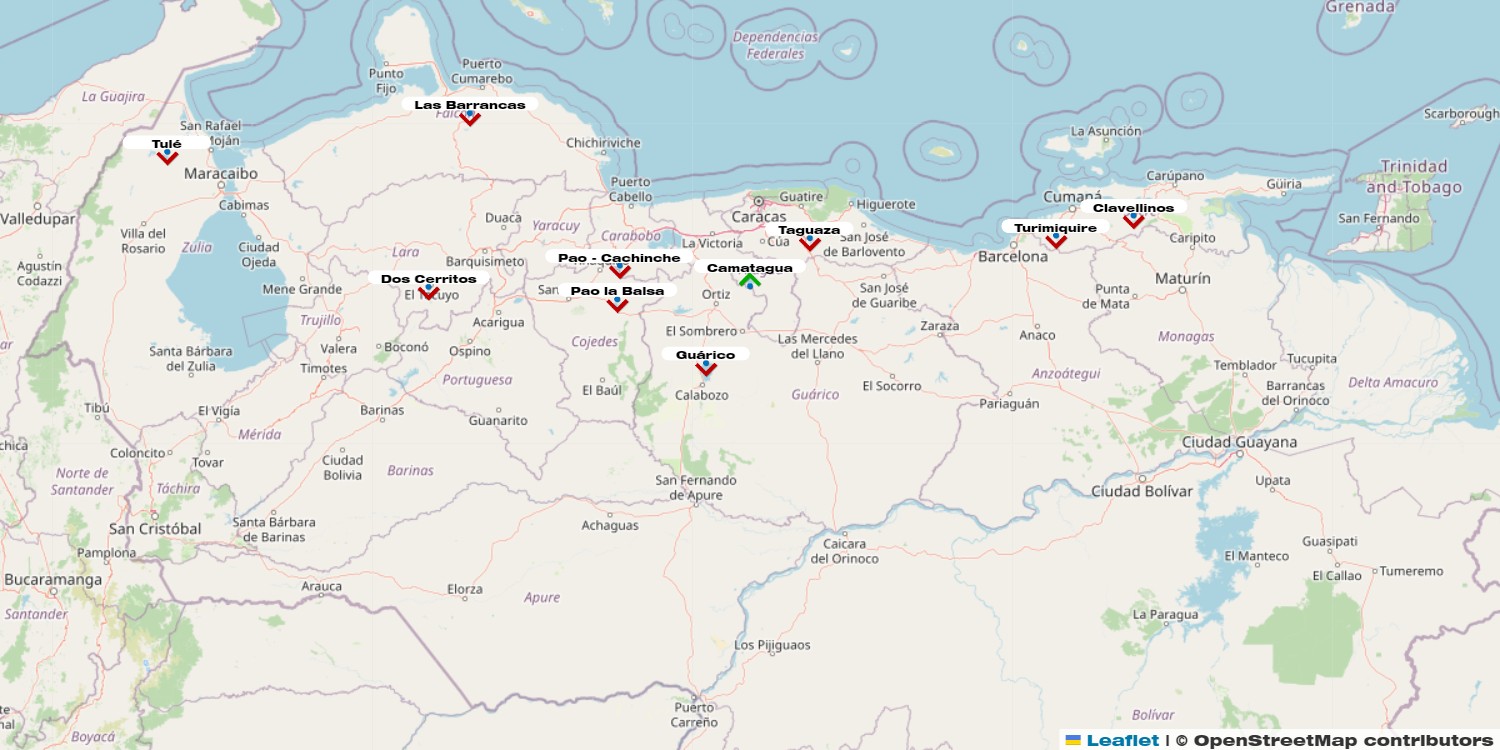 Grenada
Dependencias
Federales
Punto
Fijo
Puerto
Cumarebo
La Guajira
Las Barrancas
Scarborough
San Rafael
Moján
La Asunción
Tulé
Chichiriviche
Maracaibo
Trinidad
and Tobago
Carúpano
Güiria
Puerto
Cabello
Guatire
Higuerote
Cumaná
Clavellinos
Cabimas
Valledupar
Duaca
Yaracuy
Caracas
San Fernando
Turimiquire
Taguaza
Villa del
Rosario
Zulia
Carabobo
La Victoria
Cúa
San José
de Barlovento
Caripito
Ciudad
Ojeda
Lara
Barquisimeto
Pao - Cachinche
Barcelona
Agustín
Codazzi
Camatagua
Dos Cerritos
Maturín
Mene Grande
El Tocuyo
San
Pao la Balsa
Ortiz
San José
de Guaribe
Punta
de Mata
Trujillo
Acarigua
El Sombrero
Zaraza
Anaco
Monagas
Valera
Boconó
Cojedes
Las Mercedes
del Llano
Santa Bárbara
del Zulia
Ospino
Guárico
Tucupita
Timotes
Temblador
Anzoátegui
Portuguesa
El Baúl
Calabozo
Guárico
El Socorro
Barrancas
del Orinoco
Delta Amacuro
Tibú
El Vigía
Barinas
Guanarito
Pariaguán
Mérida
Ciudad Guayana
Coloncito
Tovar
Ciudad
Bolivia
Barinas
Norte de
Santander
Táchira
San Fernando
de Apure
Ciudad Bolívar
Upata
San Cristóbal
Santa Bárbara
de Barinas
Achaguas
Caicara
del Orinoco
Guasipati
Pamplona
El Manteco
Bucaramanga
El Callao
Tumeremo
Arauca
Elorza
Apure
Santander
La Paragua
Los Pijiguaos
Puerto
Carreño
Bolívar
Boyacá
Leaflet | © OpenStreetMap contributors